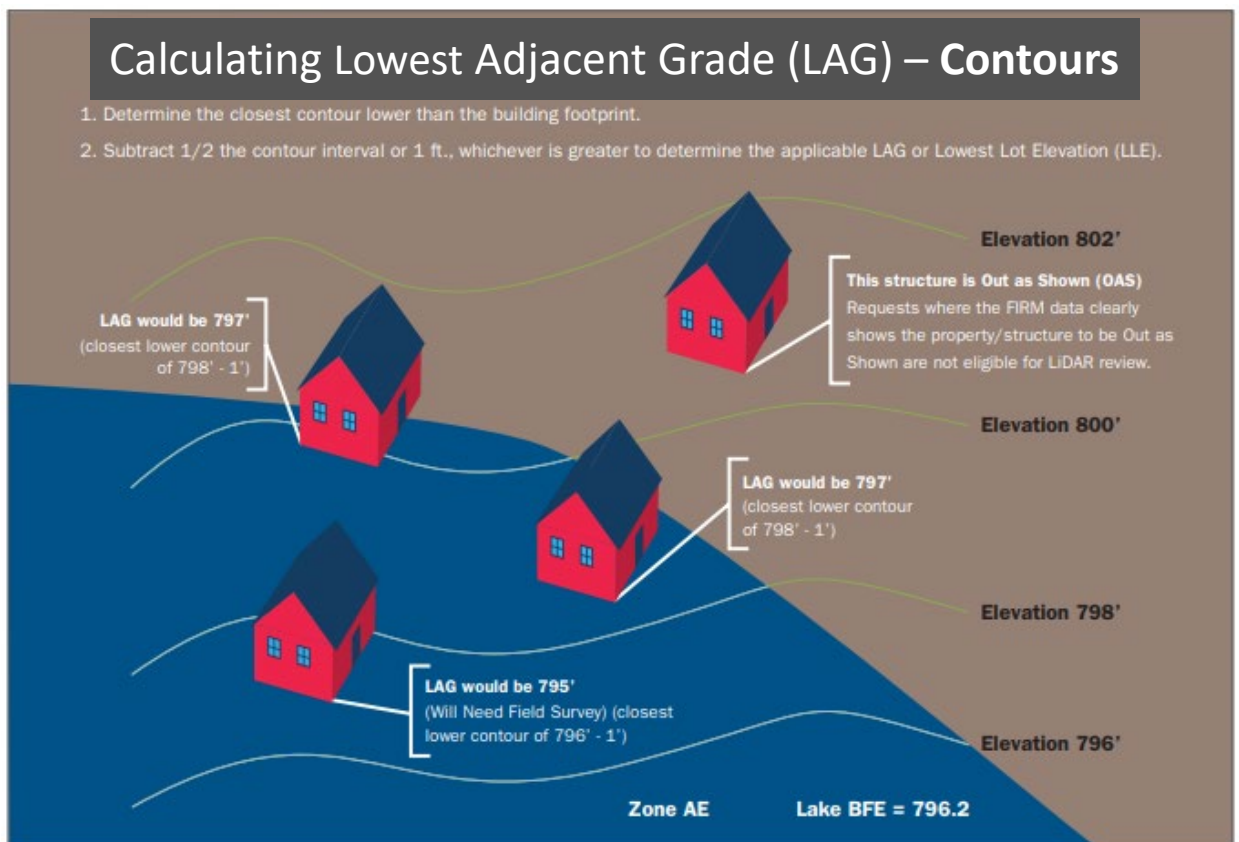 Calculating Lowest Adjacent Grade (LAG) – Contours
1. Determine the closest contour lower than the building footprint.
2. Subtract 1/2 the contour interval or 1 ft., whichever is greater to determine the applicable LAG or Lowest Lot Elevation (LLE).
Elevation 802'
This structure is Out as Shown (OAS)
Requests where the FIRM data clearly
shows the property/structure to be Out as
Shown are not eligible for LiDAR review.
LAG would be 797'
(closest lower contour
of 798' - 1')
Elevation 800'
LAG would be 797'
(closest lower contour
of 798' - 1')
Elevation 798'
LAG would be 795'
(Will Need Field Survey) (closest
lower contour of 796' - 1')
Elevation 796'
Zone AE
Lake BFE = 796.2